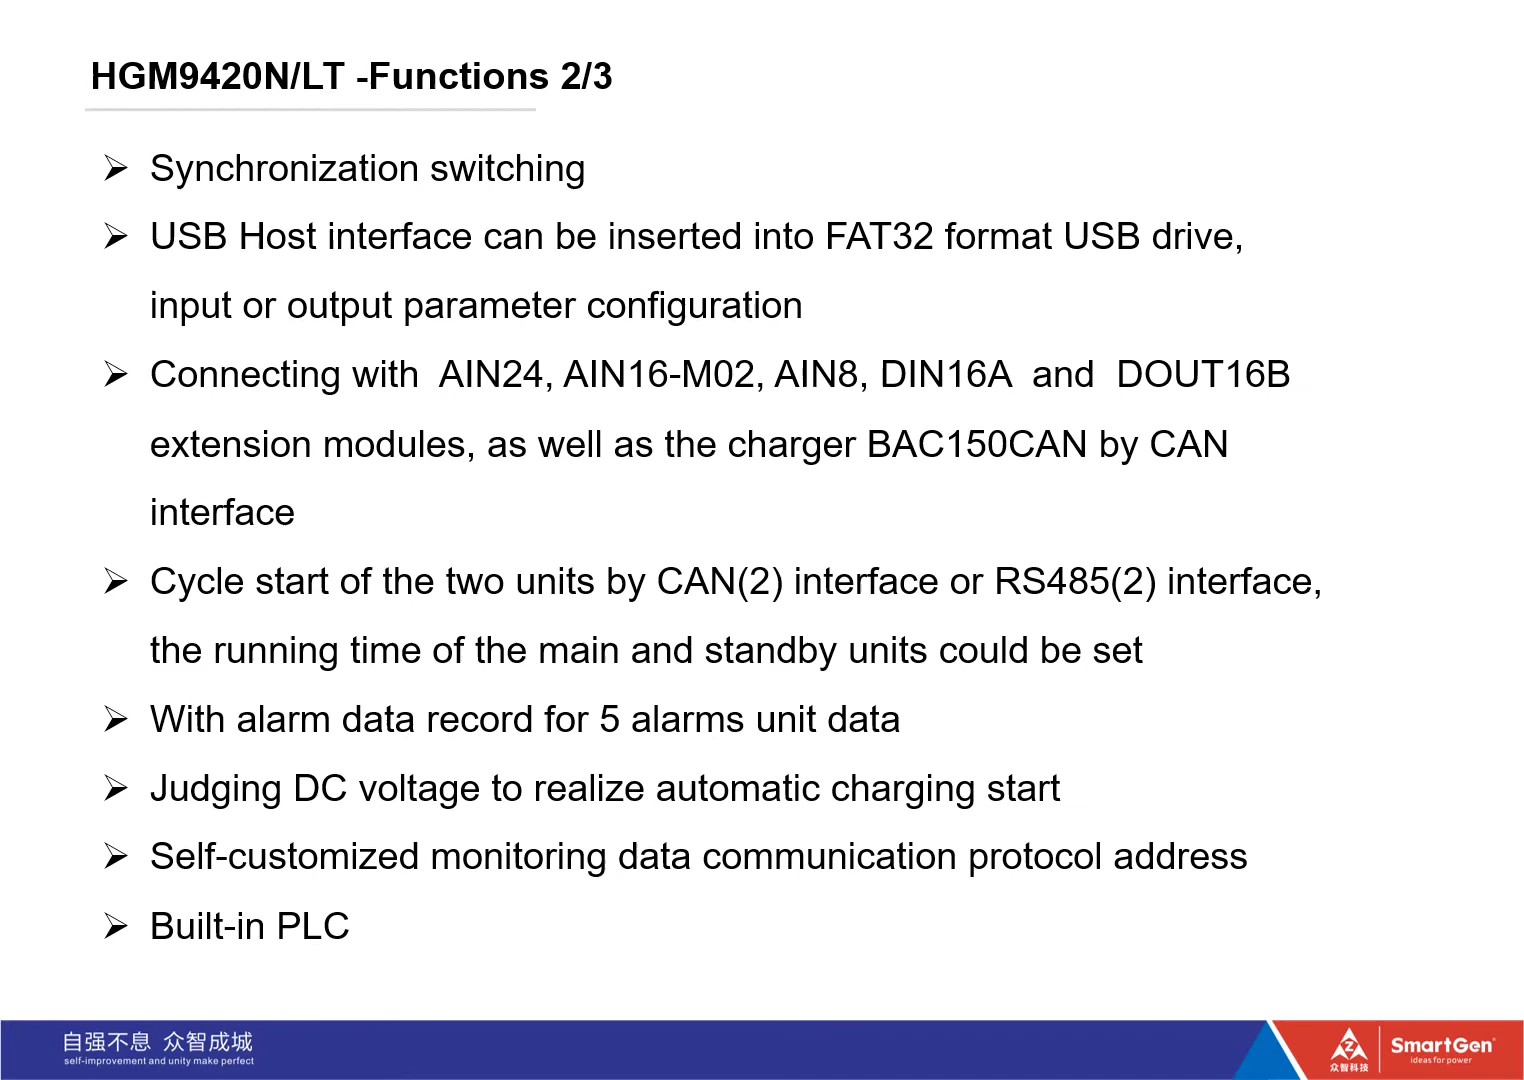 HGM9420N/LT -Functions 2/3
➢ Synchronization switching
➢ USB Host interface can be inserted into FAT32 format USB drive,
input or output parameter configuration
➢ Connecting with AIN24, AIN16-M02, AIN8, DIN16A and DOUT16B
extension modules, as well as the charger BAC150CAN by CAN
interface
➢ Cycle start of the two units by CAN(2) interface or RS485(2) interface,
the running time of the main and standby units could be set
➢ With alarm data record for 5 alarms unit data
➢ Judging DC voltage to realize automatic charging start
➢ Self-customized monitoring data communication protocol address
➢ Built-in PLC
自强不息 众智成城
self-improvement and unity make perfect
众智科技
SmartGen
ideas for power